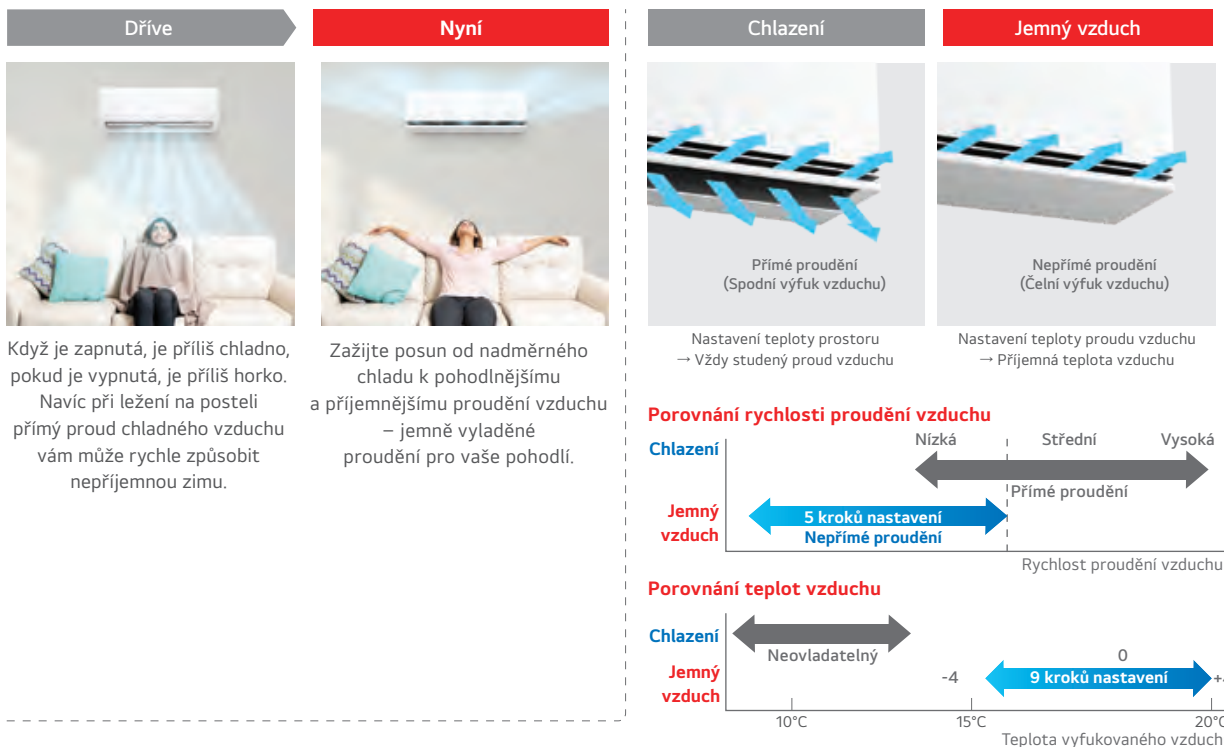 Dříve
Nyní
Když je zapnutá, je příliš chladno,
pokud je vypnutá, je příliš horko.
Navíc při ležení na posteli
přímý proud chladného vzduchu
vám může rychle způsobit
nepříjemnou zimu.
Zažijte posun od nadměrného
chladu k pohodlnějšímu
a příjemnějšímu proudění vzduchu
– jemně vyladěné
proudění pro vaše pohodlí.
Chlazení
Jemný vzduch
Přímé proudění
(Spodní výfuk vzduchu)
Nepřímé proudění
(Čelní výfuk vzduchu)
Nastavení teploty prostoru
→ Vždy studený proud vzduchu
Nastavení teploty proudu vzduchu
→ Příjemná teplota vzduchu
Porovnání rychlosti proudění vzduchu
Nízká Střední Vysoká
Chlazení
Přímé proudění
Jemný
vzduch
5 kroků nastavení
Nepřímé proudění
Rychlost proudění vzduchu
Porovnání teplot vzduchu
Chlazení
Neovladatelný
Jemný
vzduch
-4 0
9 kroků nastavení
10°C 15°C 20°C
Teplota vyfukovaného vzduch